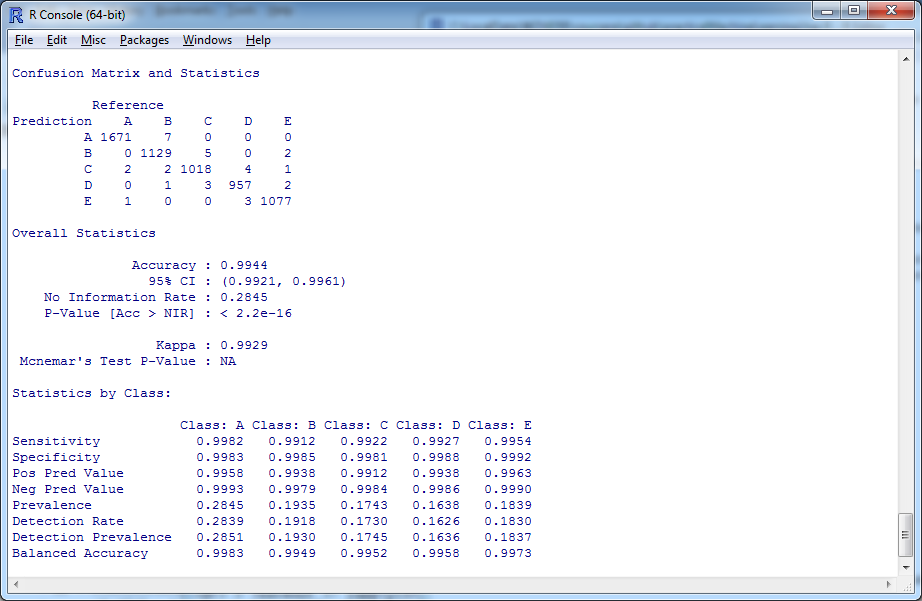 R Console (64-bit)
File Edit Misc Packages Windows Help
Confusion Matrix and Statistics
Reference
Prediction A B C D E
A 1671 7 0 0 0
B 0 1129 5 0 2
C 2 2 1018 4 1
D 0 1 3 957 2
E 1 0 0 3 1077
Overall Statistics
Accuracy : 0.9944
95% CI : (0.9921, 0.9961)
No Information Rate : 0.2845
P-Value [Acc > NIR] : < 2.2e-16
Kappa : 0.9929
Mcnemar's Test P-Value : NA
Statistics by Class:
Class: A Class: B Class: C Class: D Class: E
Sensitivity 0.9982 0.9912 0.9922 0.9927 0.9954
Specificity 0.9983 0.9985 0.9981 0.9988 0.9992
Pos Pred Value 0.9958 0.9938 0.9912 0.9938 0.9963
Neg Pred Value 0.9993 0.9979 0.9984 0.9986 0.9990
Prevalence 0.2845 0.1935 0.1743 0.1638 0.1839
Detection Rate 0.2839 0.1918 0.1730 0.1626 0.1830
Detection Prevalence 0.2851 0.1930 0.1745 0.1636 0.1837
Balanced Accuracy 0.9983 0.9949 0.9952 0.9958 0.9973